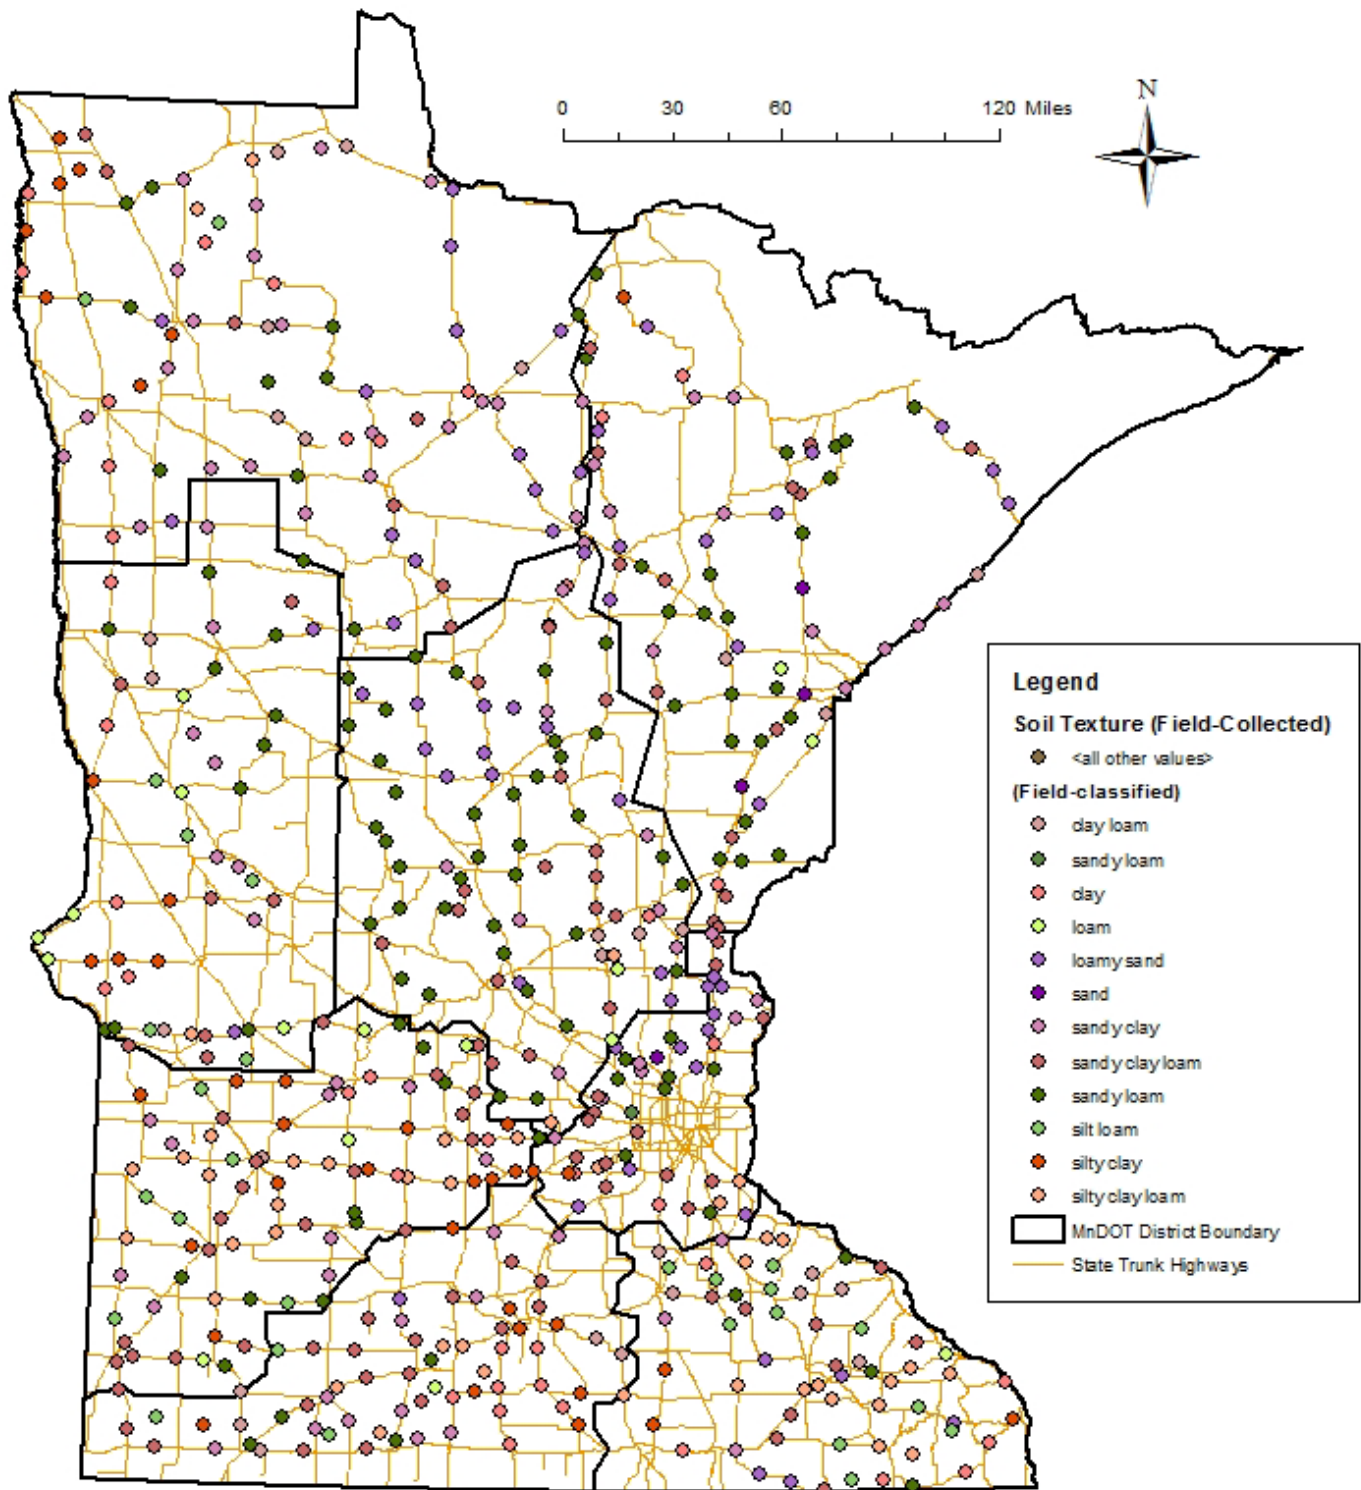 N
0 30 60 120 Miles
Legend
Soil Texture (Field-Collected)
<all other values>
(Field-classified)
clay loam
sandy loam
clay
loam
loamy sand
sand
sandy clay
sandy clay loam
sandy loam
silt loam
silty clay
silty clay loam
MnDOT District Boundary
State Trunk Highways